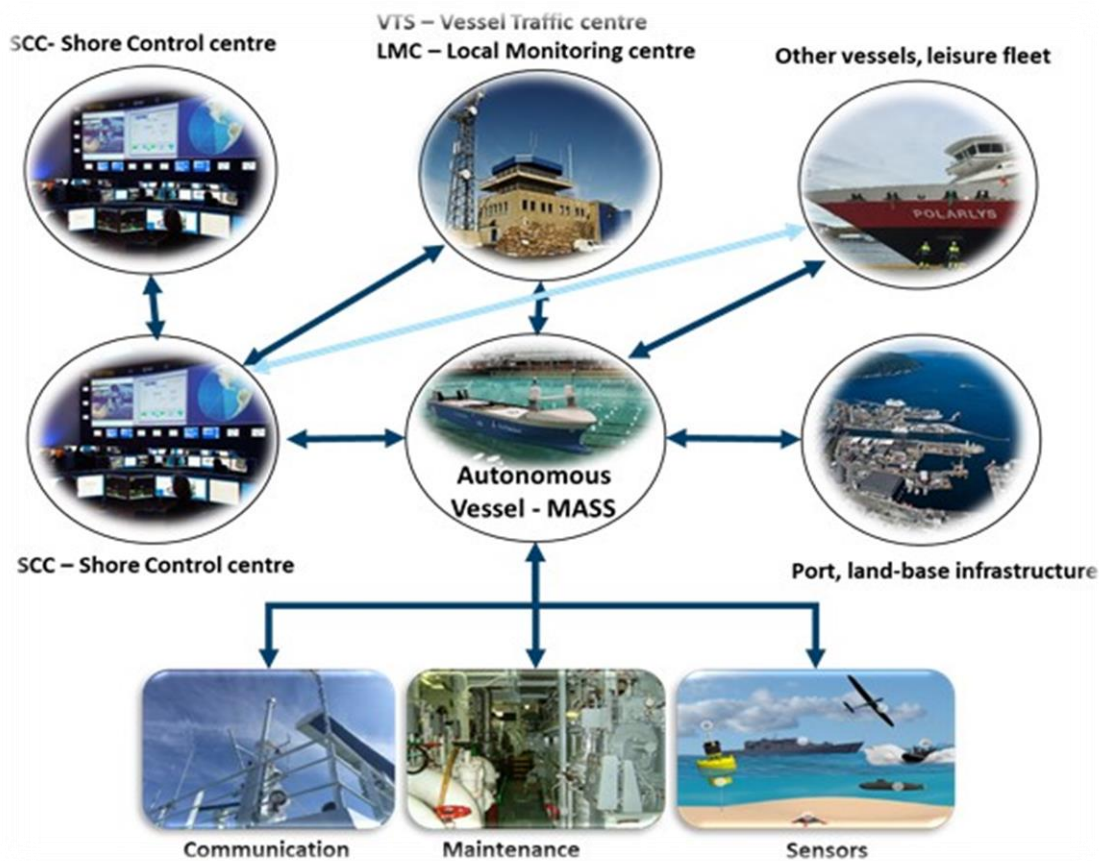 VTS – Vessel Traffic centre
SCC- Shore Control centre
LMC – Local Monitoring centre
Other vessels, leisure fleet
POLARLYS
Autonomous
Vessel - MASS
SCC – Shore Control centre
Port, land-base infrastructure
Communication
Maintenance
Sensors